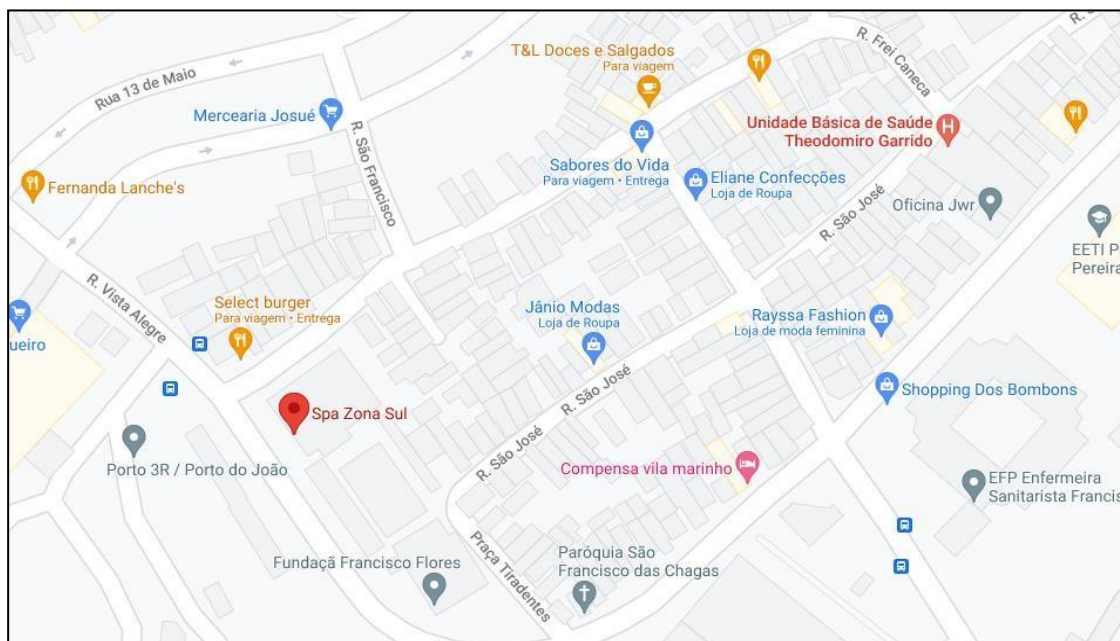 T&L Doces e Salgados
Para viagem
R. Frei Caneca
R. S
Rua 13 de Maio
Mercearia Josué
R. São Francisco
Unidade Básica de Saúde
Theodomiro Garrido
Sabores do Vida
Para viagem • Entrega
Eliane Confecções
Loja de Roupa
Fernanda Lanche's
R. São José
Oficina Jwr
EETI P
Pereira
R. Vista Alegre
Select burger
Para viagem • Entrega
Jânio Modas
Loja de Roupa
Rayssa Fashion
Loja de moda feminina
ueiro
R. São José
Shopping Dos Bombons
Spa Zona Sul
R. São José
Porto 3R / Porto do João
Compensa vila marinho
EFP Enfermeira
Sanitarista Francis
Praça Tiradentes
Fundaçã Francisco Flores
Paróquia São
Francisco das Chagas